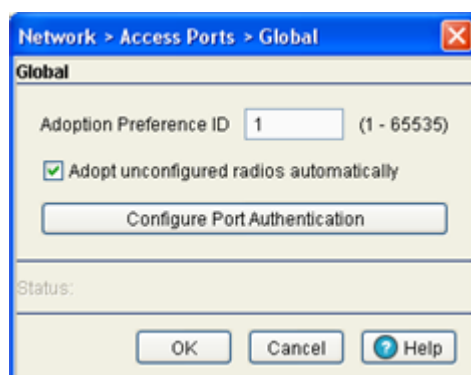 Network > Access Ports > Global
Global
Adoption Preference ID 1 (1 - 65535)
Adopt unconfigured radios automatically
Configure Port Authentication
Status:
OK Cancel Help